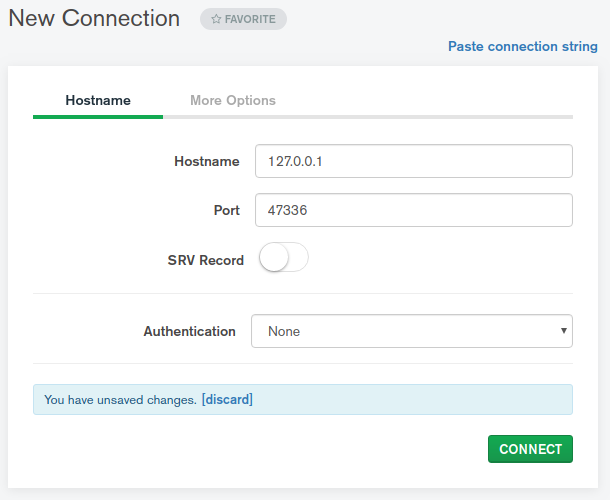 New Connection
FAVORITE
Paste connection string
Hostname
More Options
Hostname 127.0.0.1
Port 47336
SRV Record
Authentication None
You have unsaved changes. [discard]
CONNECT